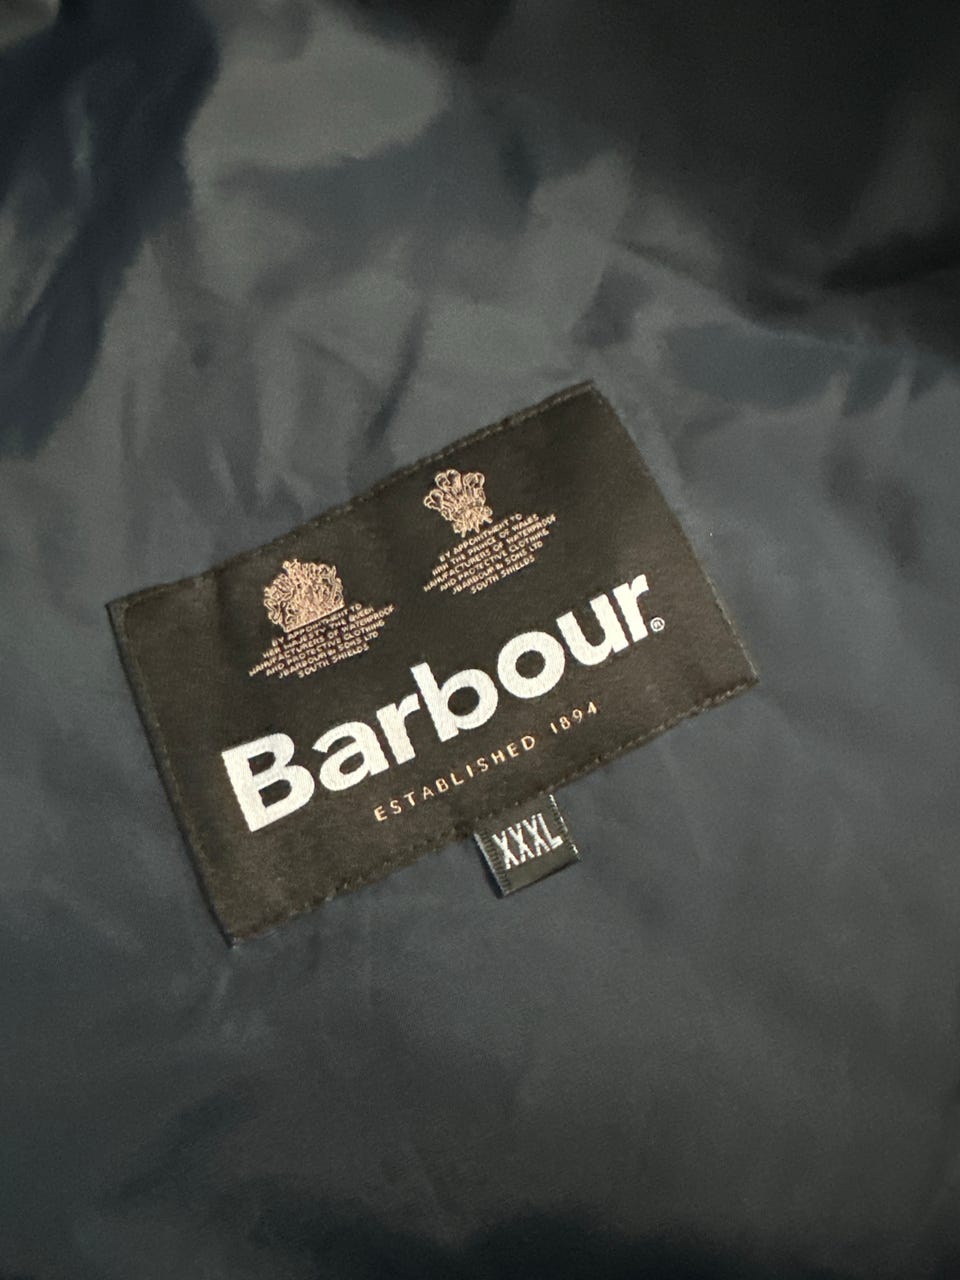 BY APPOINTMENT TO
HER MAJESTY THE QUEEN
MANUFACTURERS OF WATERPROOF
AND PROTECTIVE CLOTHING
J.BARBOUR & SONS LTD
SOUTH SHIELDS
BY APPOINTMENT TO
HRH THE PRINCE OF WALES
MANUFACTURERS OF WATERPROOF
AND PROTECTIVE CLOTHING
J.BARBOUR & SONS LTD
SOUTH SHIELDS
Barbour®
ESTABLISHED 1894
XXXL